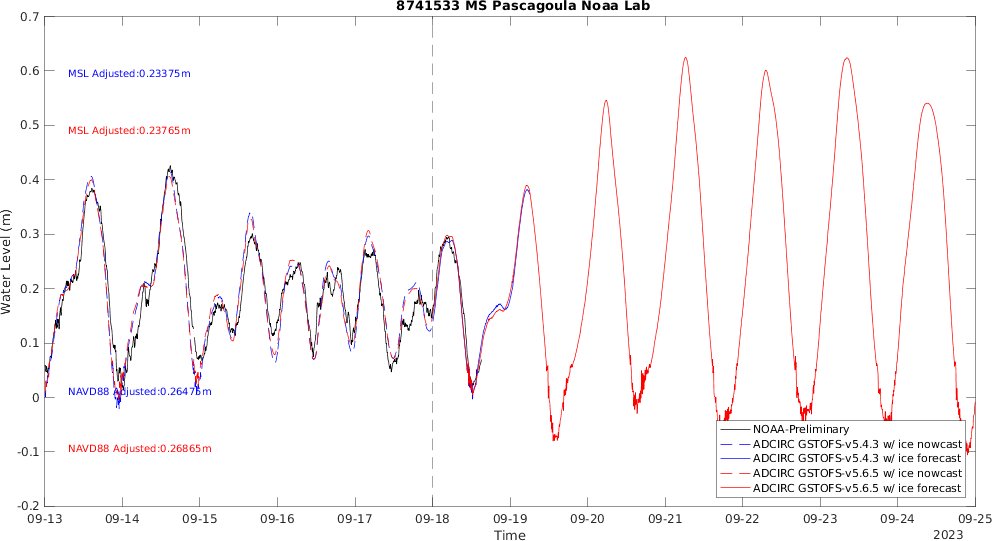 8741533 MS Pascagoula Noaa Lab
0.7
0.6
0.5
0.4
0.3
0.2
0.1
0
-0.1
-0.2
Water Level (m)
MSL Adjusted:0.23375m
MSL Adjusted:0.23765m
NAVD88 Adjusted:0.26475m
NAVD88 Adjusted:0.26865m
NOAA-Preliminary
ADCIRC GSTOFS-v5.4.3 w/ ice nowcast
ADCIRC GSTOFS-v5.4.3 w/ ice forecast
ADCIRC GSTOFS-v5.6.5 w/ ice nowcast
ADCIRC GSTOFS-v5.6.5 w/ ice forecast
09-13 09-14 09-15 09-16 09-17 09-18 09-19 09-20 09-21 09-22 09-23 09-24 09-25
Time
2023